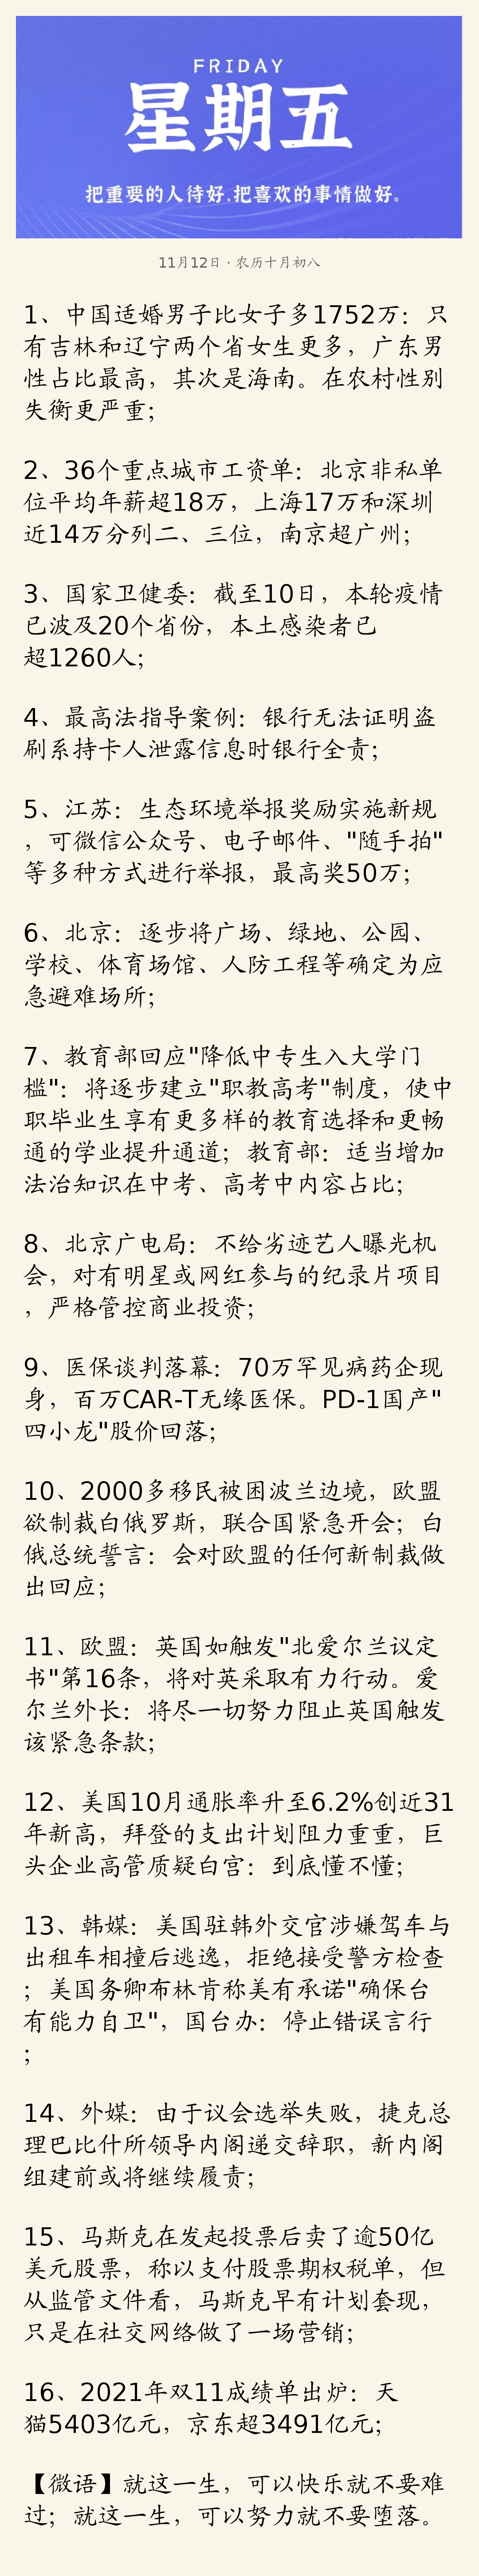 FRIDAY
星期五
把重要的人待好,把喜欢的事情做好。
11月12日 · 农历十月初八
1、中国适婚男子比女子多1752万：只
有吉林和辽宁两个省女生更多，广东男
性占比最高，其次是海南。在农村性别
失衡更严重；
2、36个重点城市工资单：北京非私单
位平均年薪超18万，上海17万和深圳
近14万分列二、三位，南京超广州；
3、国家卫健委：截至10日，本轮疫情
已波及20个省份，本土感染者已
超1260人；
4、最高法指导案例：银行无法证明盗
刷系持卡人泄露信息时银行全责；
5、江苏：生态环境举报奖励实施新规
，可微信公众号、电子邮件、"随手拍"
等多种方式进行举报，最高奖50万；
6、北京：逐步将广场、绿地、公园、
学校、体育场馆、人防工程等确定为应
急避难场所；
7、教育部回应"降低中专生入大学门
槛"：将逐步建立"职教高考"制度，使中
职毕业生享有更多样的教育选择和更畅
通的学业提升通道；教育部：适当增加
法治知识在中考、高考中内容占比；
8、北京广电局：不给劣迹艺人曝光机
会，对有明星或网红参与的纪录片项目
，严格管控商业投资；
9、医保谈判落幕：70万罕见病药企现
身，百万CAR-T无缘医保。PD-1国产"
四小龙"股价回落；
10、2000多移民被困波兰边境，欧盟
欲制裁白俄罗斯，联合国紧急开会；白
俄总统誓言：会对欧盟的任何新制裁做
出回应；
11、欧盟：英国如触发"北爱尔兰议定
书"第16条，将对英采取有力行动。爱
尔兰外长：将尽一切努力阻止英国触发
该紧急条款；
12、美国10月通胀率升至6.2%创近31
年新高，拜登的支出计划阻力重重，巨
头企业高管质疑白宫：到底懂不懂；
13、韩媒：美国驻韩外交官涉嫌驾车与
出租车相撞后逃逸，拒绝接受警方检查
；美国务卿布林肯称美有承诺"确保台
有能力自卫"，国台办：停止错误言行
；
14、外媒：由于议会选举失败，捷克总
理巴比什所领导内阁递交辞职，新内阁
组建前或将继续履责；
15、马斯克在发起投票后卖了逾50亿
美元股票，称以支付股票期权税单，但
从监管文件看，马斯克早有计划套现，
只是在社交网络做了一场营销；
16、2021年双11成绩单出炉：天
猫5403亿元，京东超3491亿元；
【微语】就这一生，可以快乐就不要难
过；就这一生，可以努力就不要堕落。